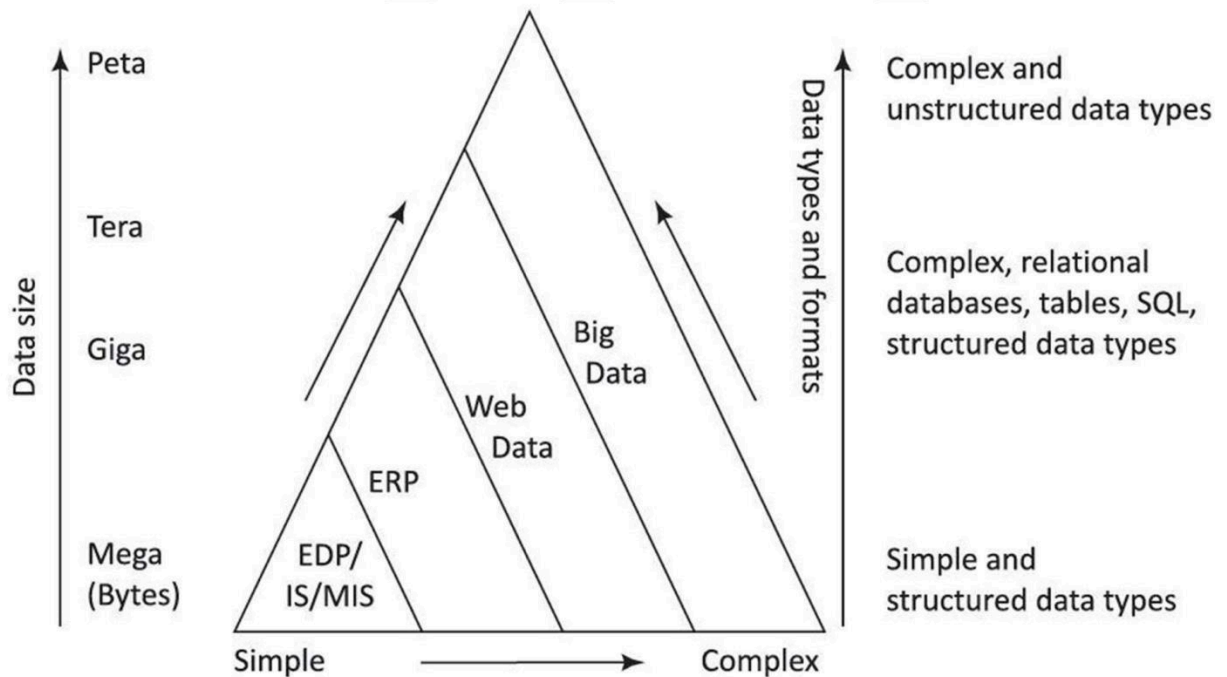 Data size
Peta
Tera
Giga
Mega
(Bytes)
EDP/
IS/MIS
ERP
Web
Data
Big
Data
Simple
Complex
Data types and formats
Complex and
unstructured data types
Complex, relational
databases, tables, SQL,
structured data types
Simple and
structured data types